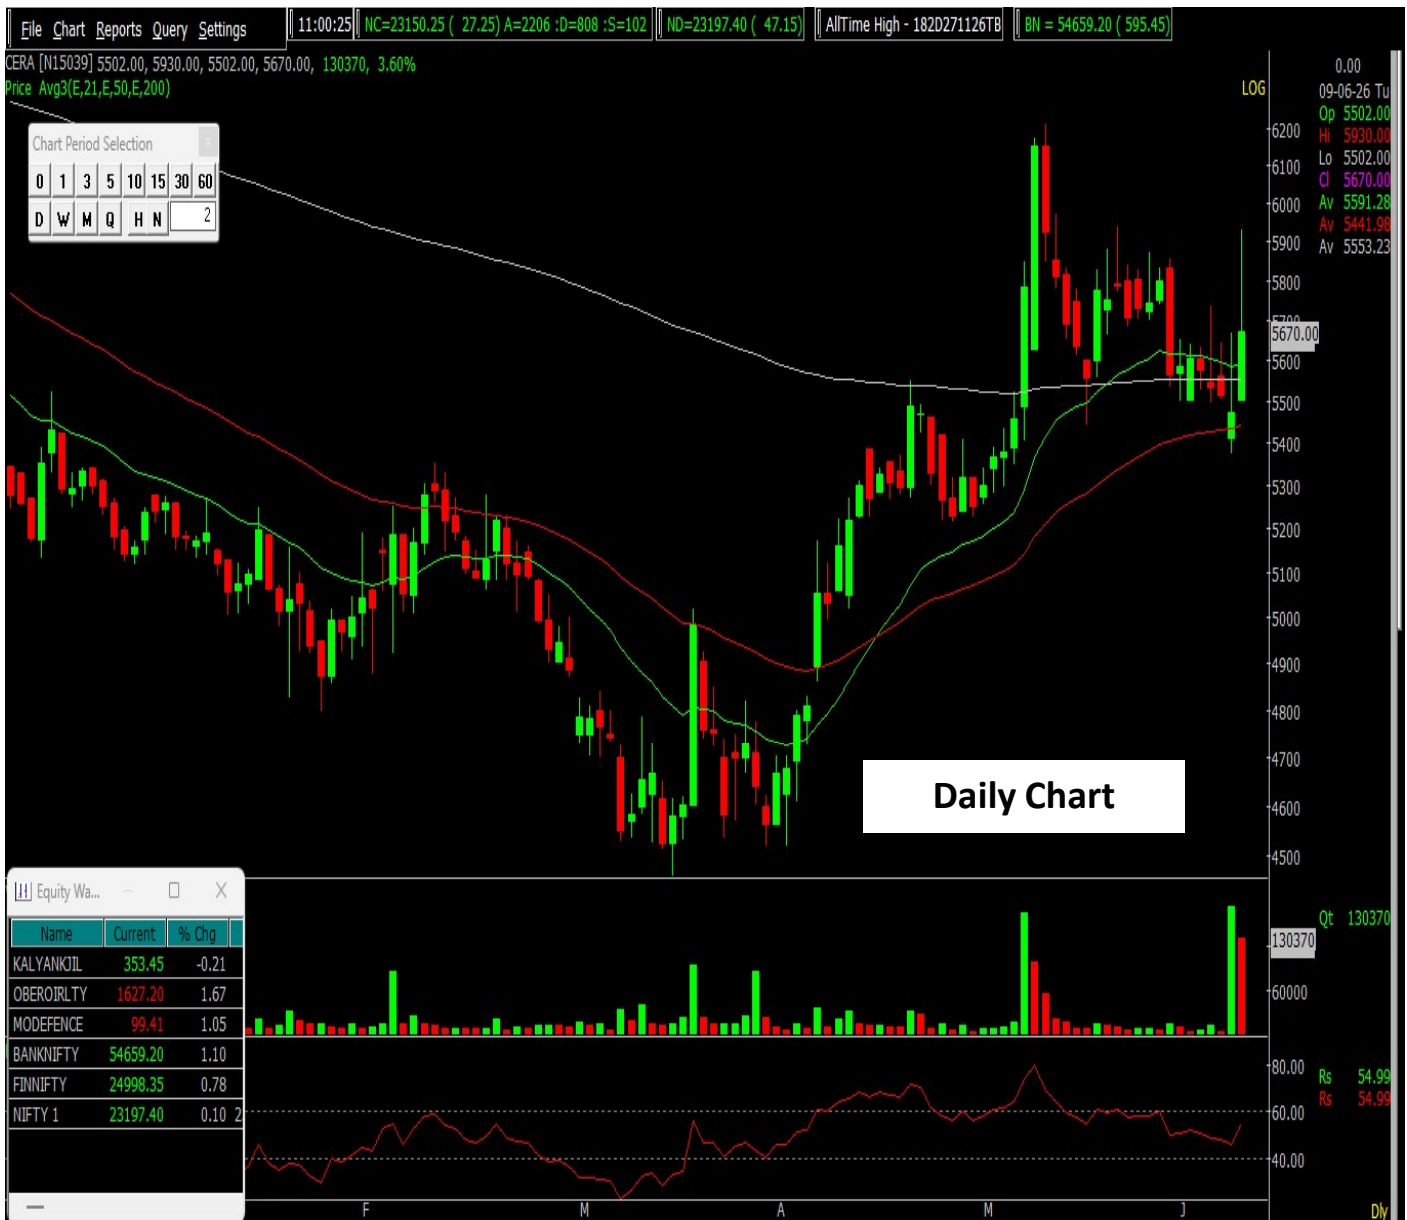 File Chart Reports Query Settings
11:00:25
NC=23150.25 ( 27.25) A=2206 :D=808 :S=102
ND=23197.40 ( 47.15)
AllTime High - 182D271126TB
BN = 54659.20 ( 595.45)
CERA [N15039] 5502.00, 5930.00, 5502.00, 5670.00, 130370, 3.60%
Price Avg3(E,21,E,50,E,200)
LOG
0.00
09-06-26 Tu
Op 5502.00
Hi 5930.00
Lo 5502.00
Cl 5670.00
Av 5591.28
Av 5441.98
Av 5553.23
Chart Period Selection x
0 1 3 5 10 15 30 60
D W M Q H N 2
6200
6100
6000
5900
5800
5700
5670.00
5600
5500
5400
5300
5200
5100
5000
4900
4800
4700
4600
4500
Daily Chart
Equity Wa...
Name Current % Chg
KALYANKJIL 353.45 -0.21
OBEROIRLTY 1627.20 1.67
MODEFENCE 99.41 1.05
BANKNIFTY 54659.20 1.10
FINNIFTY 24998.35 0.78
NIFTY 1 23197.40 0.10 2
Qt 130370
130370
60000
80.00
60.00
40.00
Rs 54.99
Rs 54.99
F M A M J
Dly